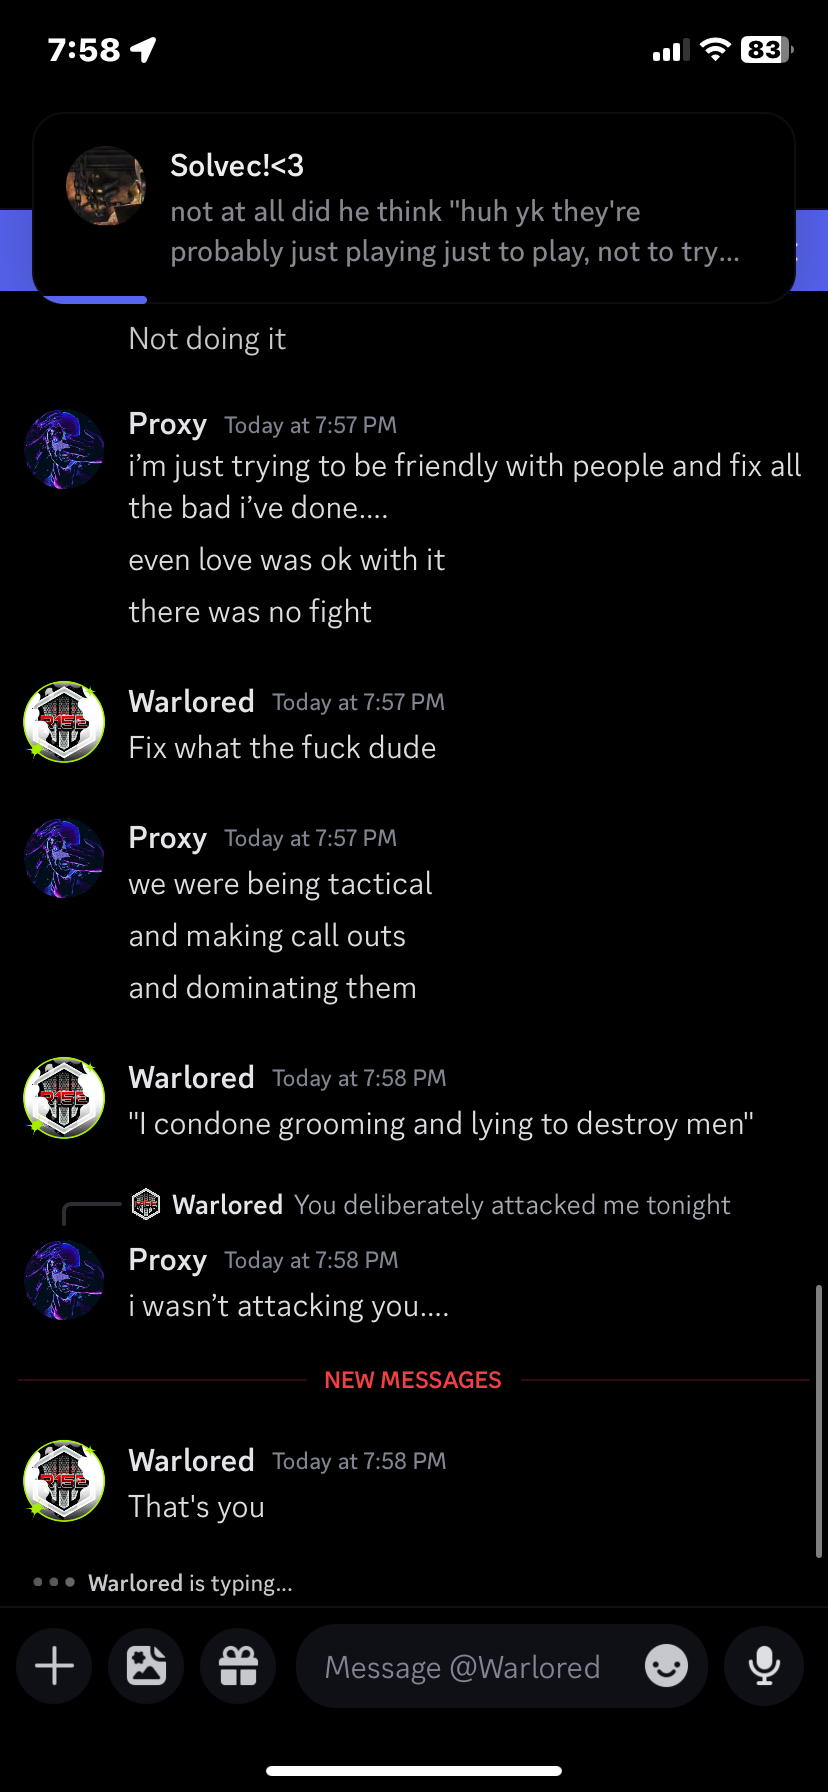 7:58
83
Solvec!<3
not at all did he think "huh yk they're
probably just playing just to play, not to try...
Not doing it
Proxy Today at 7:57 PM
i’m just trying to be friendly with people and fix all
the bad i’ve done....
even love was ok with it
there was no fight
Warlored Today at 7:57 PM
Fix what the fuck dude
Proxy Today at 7:57 PM
we were being tactical
and making call outs
and dominating them
Warlored Today at 7:58 PM
"I condone grooming and lying to destroy men"
Warlored You deliberately attacked me tonight
Proxy Today at 7:58 PM
i wasn’t attacking you....
NEW MESSAGES
Warlored Today at 7:58 PM
That's you
Warlored is typing...
Message @Warlored